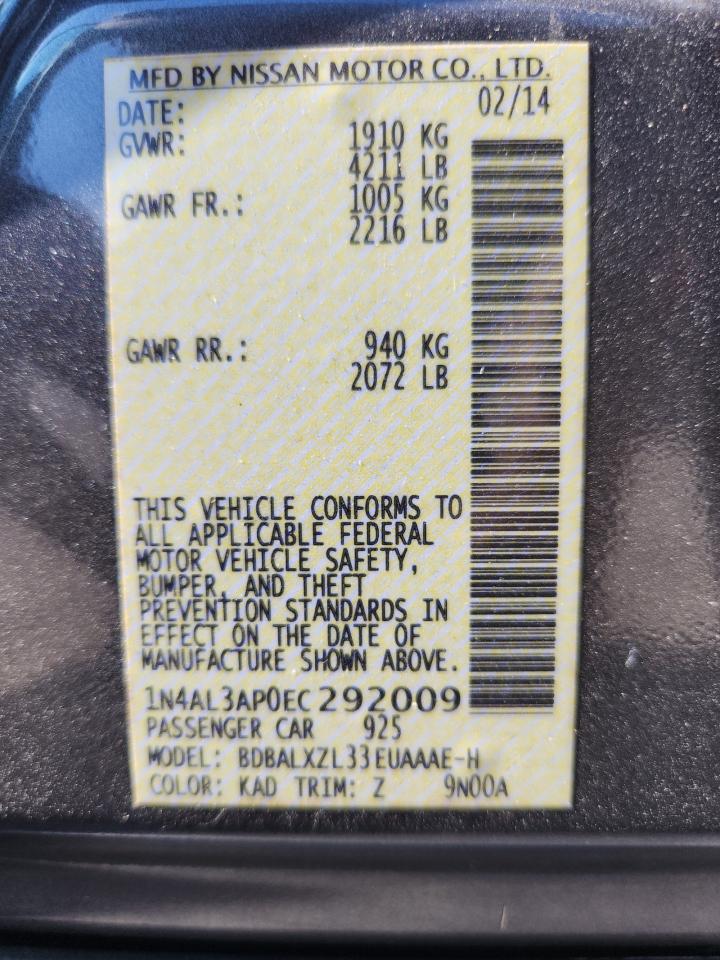 MFD BY NISSAN MOTOR CO., LTD.
DATE: 02/14
GVWR: 1910 KG
4211 LB
GAWR FR.: 1005 KG
2216 LB
GAWR RR.: 940 KG
2072 LB
THIS VEHICLE CONFORMS TO
ALL APPLICABLE FEDERAL
MOTOR VEHICLE SAFETY,
BUMPER, AND THEFT
PREVENTION STANDARDS IN
EFFECT ON THE DATE OF
MANUFACTURE SHOWN ABOVE.
1N4AL3AP0EC292009
PASSENGER CAR 925
MODEL: BDBALXZL33EUAAAE-H
COLOR: KAD TRIM: Z 9N00A